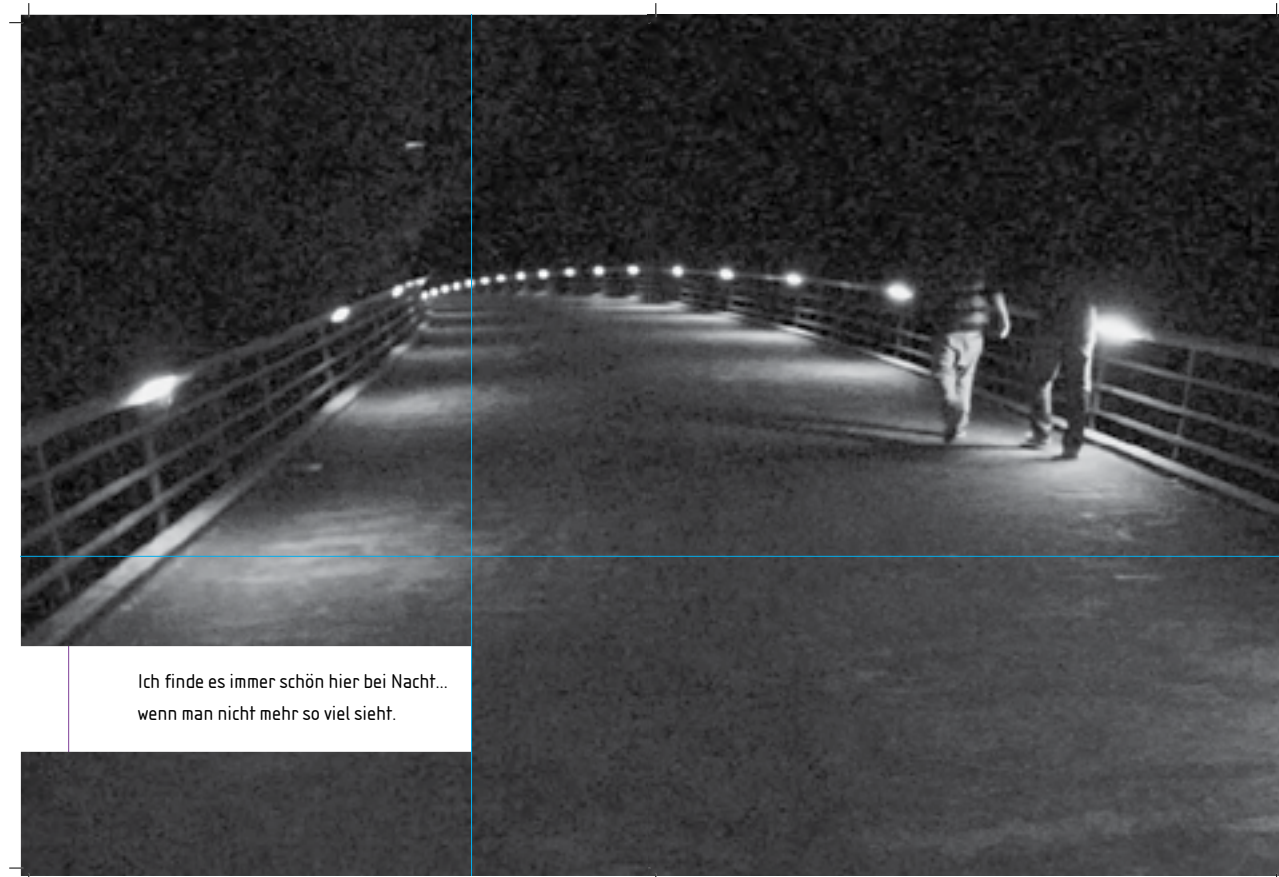 Ich finde es immer schön hier bei Nacht...
wenn man nicht mehr so viel sieht.